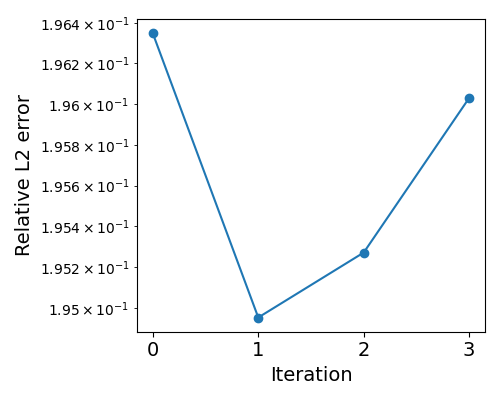 Relative L2 error
1.964 × 10⁻¹
1.962 × 10⁻¹
1.96 × 10⁻¹
1.958 × 10⁻¹
1.956 × 10⁻¹
1.954 × 10⁻¹
1.952 × 10⁻¹
1.95 × 10⁻¹
0 1 2 3
Iteration